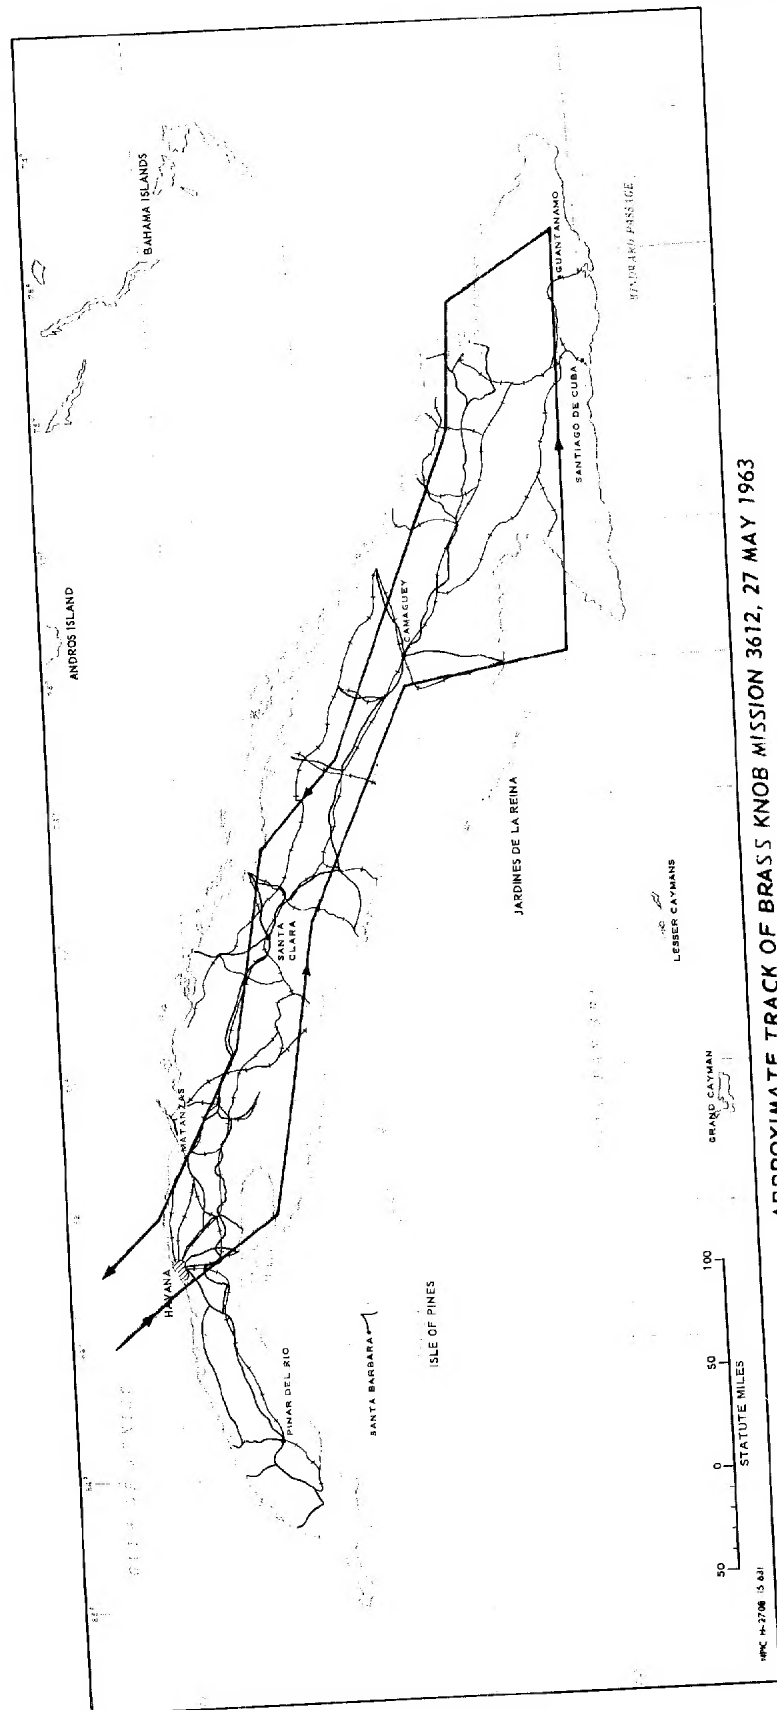 BAHAMA ISLANDS
ANDROS ISLAND
WINDWARD PASSAGE
GUANTANAMO
SANTIAGO DE CUBA
CAMAGUEY
JARDINES DE LA REINA
SANTA
CLARA
LESSER CAYMANS
GRAND CAYMAN
MATANZAS
HAVANA
PINAR DEL RIO
SANTA BARBARA
ISLE OF PINES
84°
50 0 50 100
STATUTE MILES
APPROXIMATE TRACK OF BRASS KNOB MISSION 3612, 27 MAY 1963